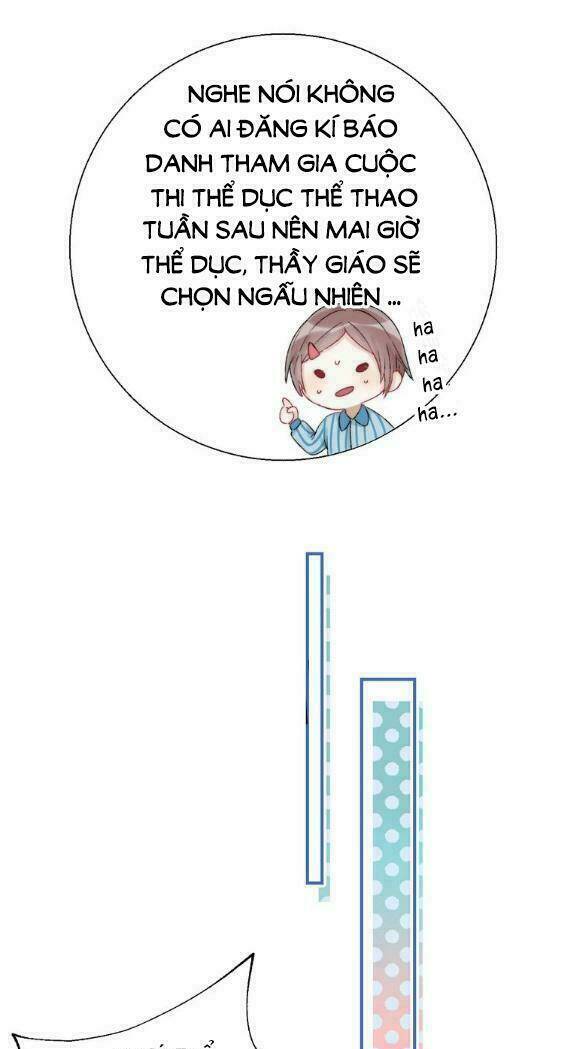 NGHE NÓI KHÔNG
CÓ AI ĐĂNG KÍ BÁO
DANH THAM GIA CUỘC
THI THỂ DỤC THỂ THAO
TUẦN SAU NÊN MAI GIỜ
THỂ DỤC, THẦY GIÁO SẼ
CHỌN NGẪU NHIÊN ...
ha
ha
ha
ha...